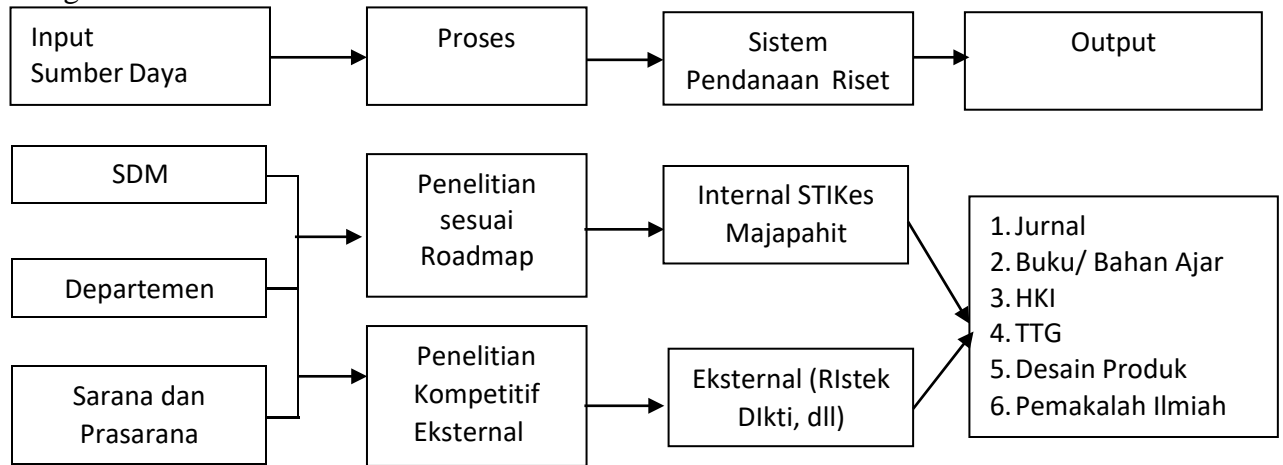 Input
Sumber Daya
Proses
Sistem
Pendanaan Riset
Output
SDM
Departemen
Sarana dan
Prasarana
Penelitian
sesuai
Roadmap
Penelitian
Kompetitif
Eksternal
Internal STIKes
Majapahit
Eksternal (RIstek
DIkti, dll)
1. Jurnal
2. Buku/ Bahan Ajar
3. HKI
4. TTG
5. Desain Produk
6. Pemakalah Ilmiah